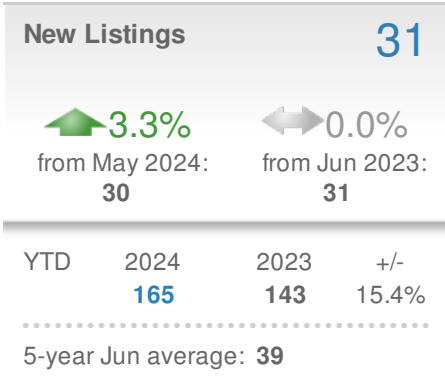 New Listings 31
3.3% 0.0%
from May 2024: from Jun 2023:
30 31
YTD 2024 2023 +/-
165 143 15.4%
5-year Jun average: 39